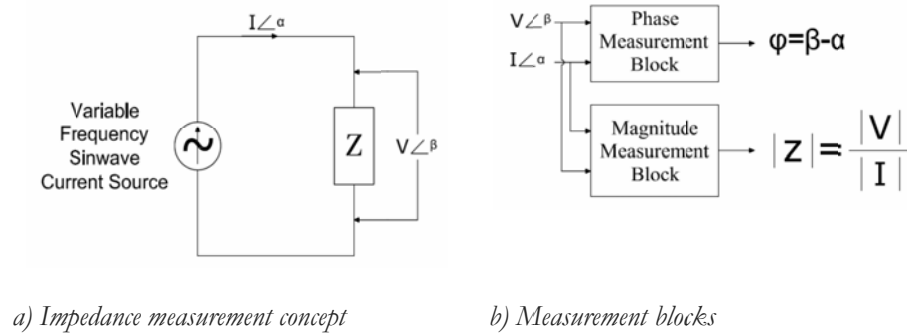 I∠α
Variable
Frequency
Sinwave
Current Source
Z
V∠β
V∠β
I∠α
Phase
Measurement
Block
φ=β-α
Magnitude
Measurement
Block
|Z|=|V|/|I|
a) Impedance measurement concept
b) Measurement blocks